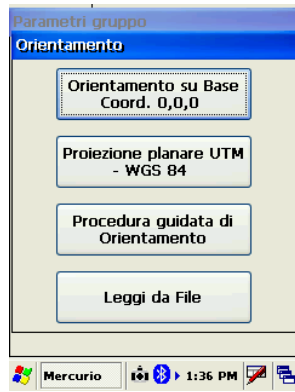 Parametri gruppo
Orientamento
Orientamento su Base
Coord. 0,0,0
Proiezione planare UTM
- WGS 84
Procedura guidata di
Orientamento
Leggi da File
Mercurio
1:36 PM